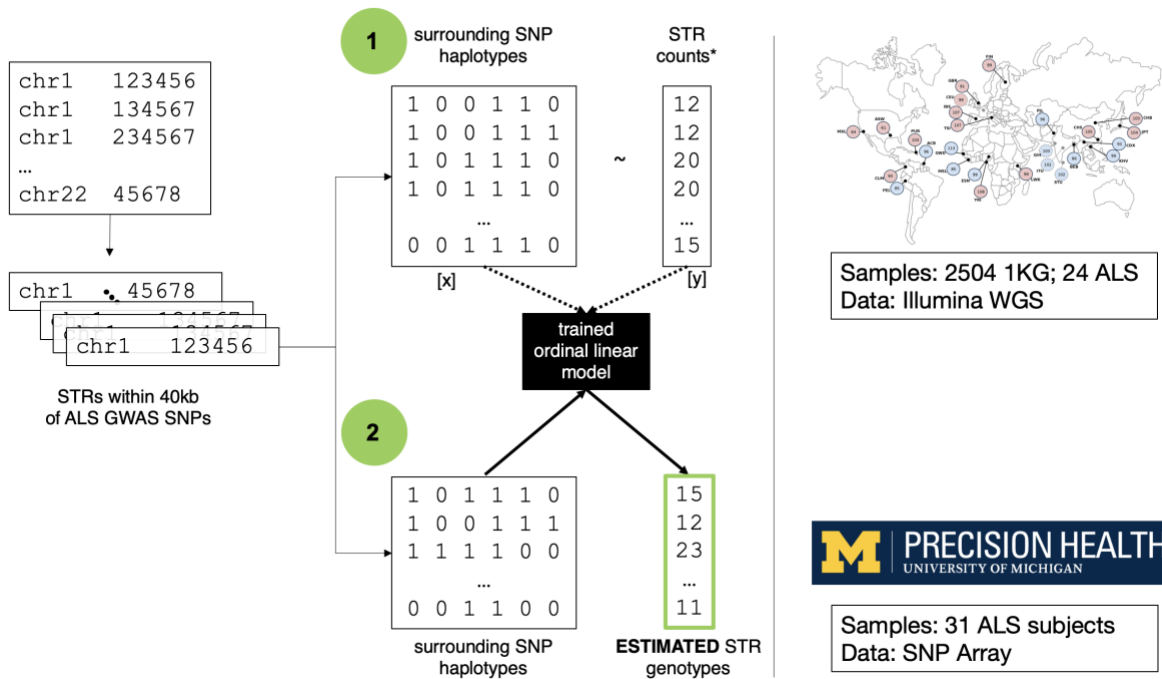 chr1 123456
chr1 134567
chr1 234567
...
chr22 45678
chr1 45678
chr1 134567
chr1 123456
STRs within 40kb
of ALS GWAS SNPs
1
surrounding SNP
haplotypes
STR
counts*
1 0 0 1 1 0
1 0 0 1 1 1
1 0 1 1 1 0
1 0 1 1 1 0
...
0 0 1 1 1 0
~
12
12
20
20
...
15
[x]
[y]
trained
ordinal linear
model
2
1 0 1 1 1 0
1 0 0 1 1 1
1 1 1 1 0 0
...
0 0 1 1 0 0
15
12
23
...
11
surrounding SNP
haplotypes
ESTIMATED STR
genotypes
Samples: 2504 1KG; 24 ALS
Data: Illumina WGS
M
PRECISION HEALTH
UNIVERSITY OF MICHIGAN
Samples: 31 ALS subjects
Data: SNP Array